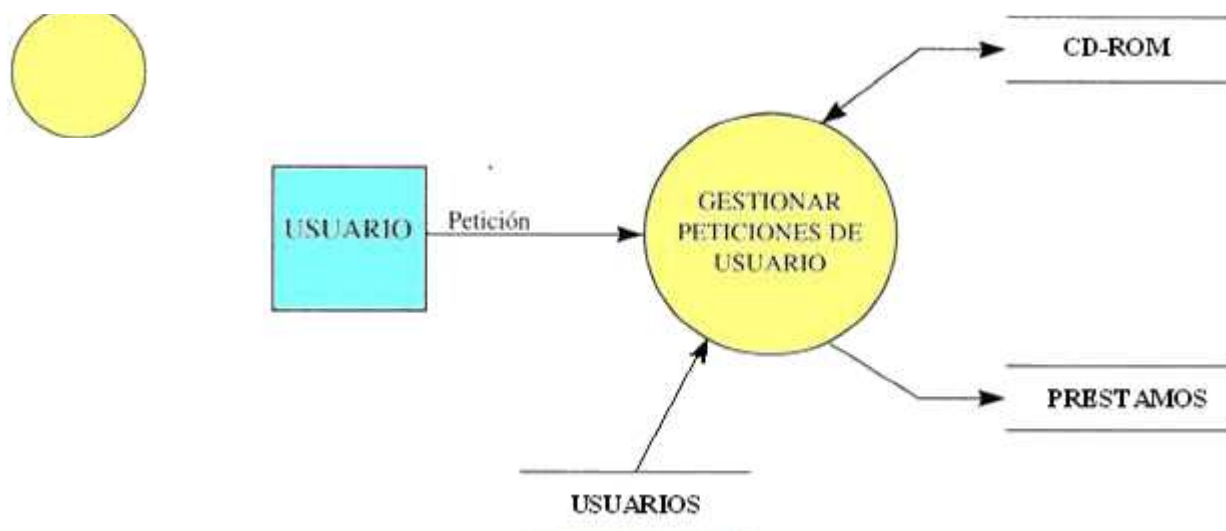 CD-ROM
GESTIONAR
PETICIONES DE
USUARIO
USUARIO
Petición
PRESTAMOS
USUARIOS